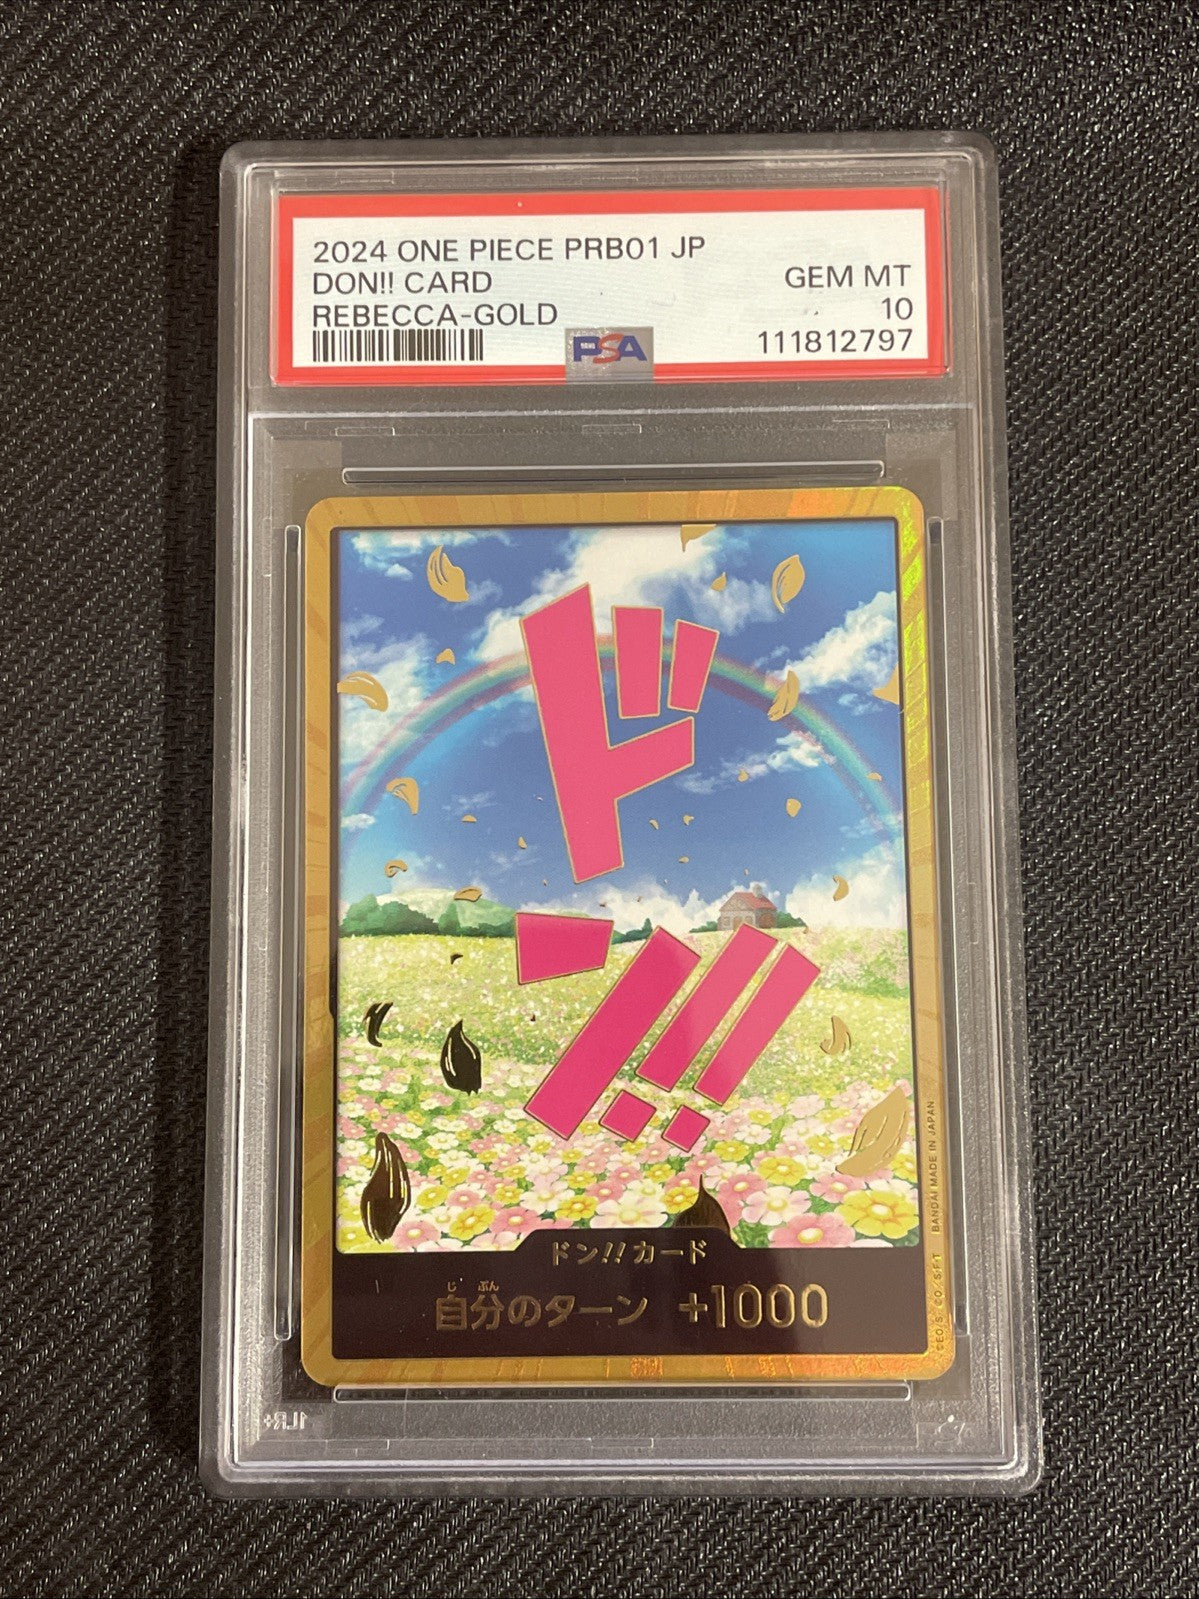 2024 ONE PIECE PRB01 JP
DON!! CARD
GEM MT
REBECCA-GOLD
10
PSA
111812797
ドン!!
ドン!!カード
じ ぶん
自分のターン +1000
©E.O/S. CO. S.F.T BANDAI MADE IN JAPAN